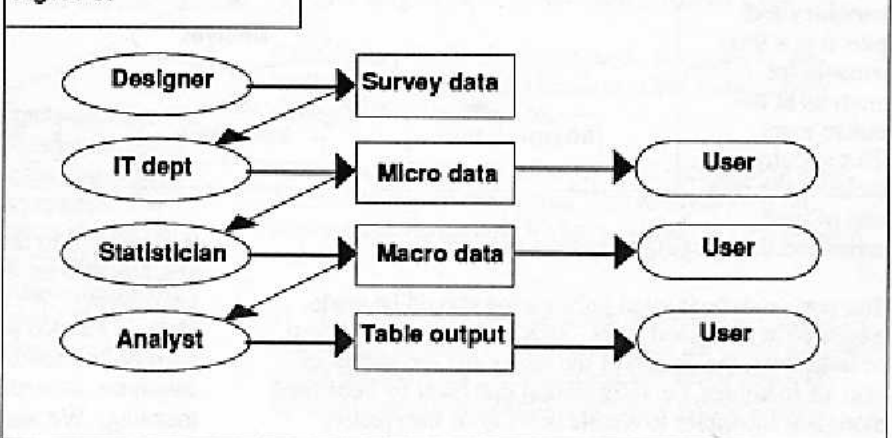 Designer
Survey data
IT dept
Micro data
User
Statistician
Macro data
User
Analyst
Table output
User